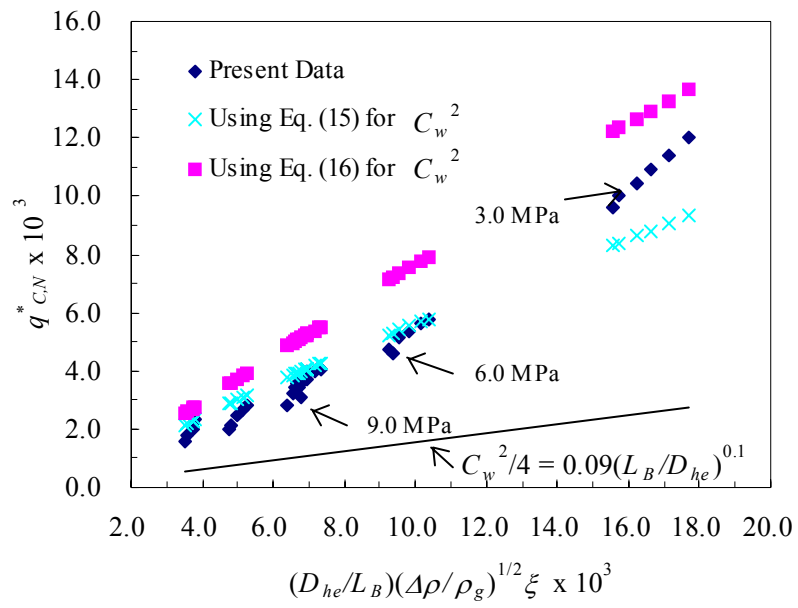 16.0
14.0
12.0
10.0
8.0
6.0
4.0
2.0
0.0
q*C,N x 10^3
Present Data
Using Eq. (15) for C_w^2
Using Eq. (16) for C_w^2
3.0 MPa
6.0 MPa
9.0 MPa
C_w^2/4 = 0.09(L_B/D_he)^0.1
2.0 4.0 6.0 8.0 10.0 12.0 14.0 16.0 18.0 20.0
(D_he/L_B)(Δρ/ρ_g)^1/2 ξ x 10^3